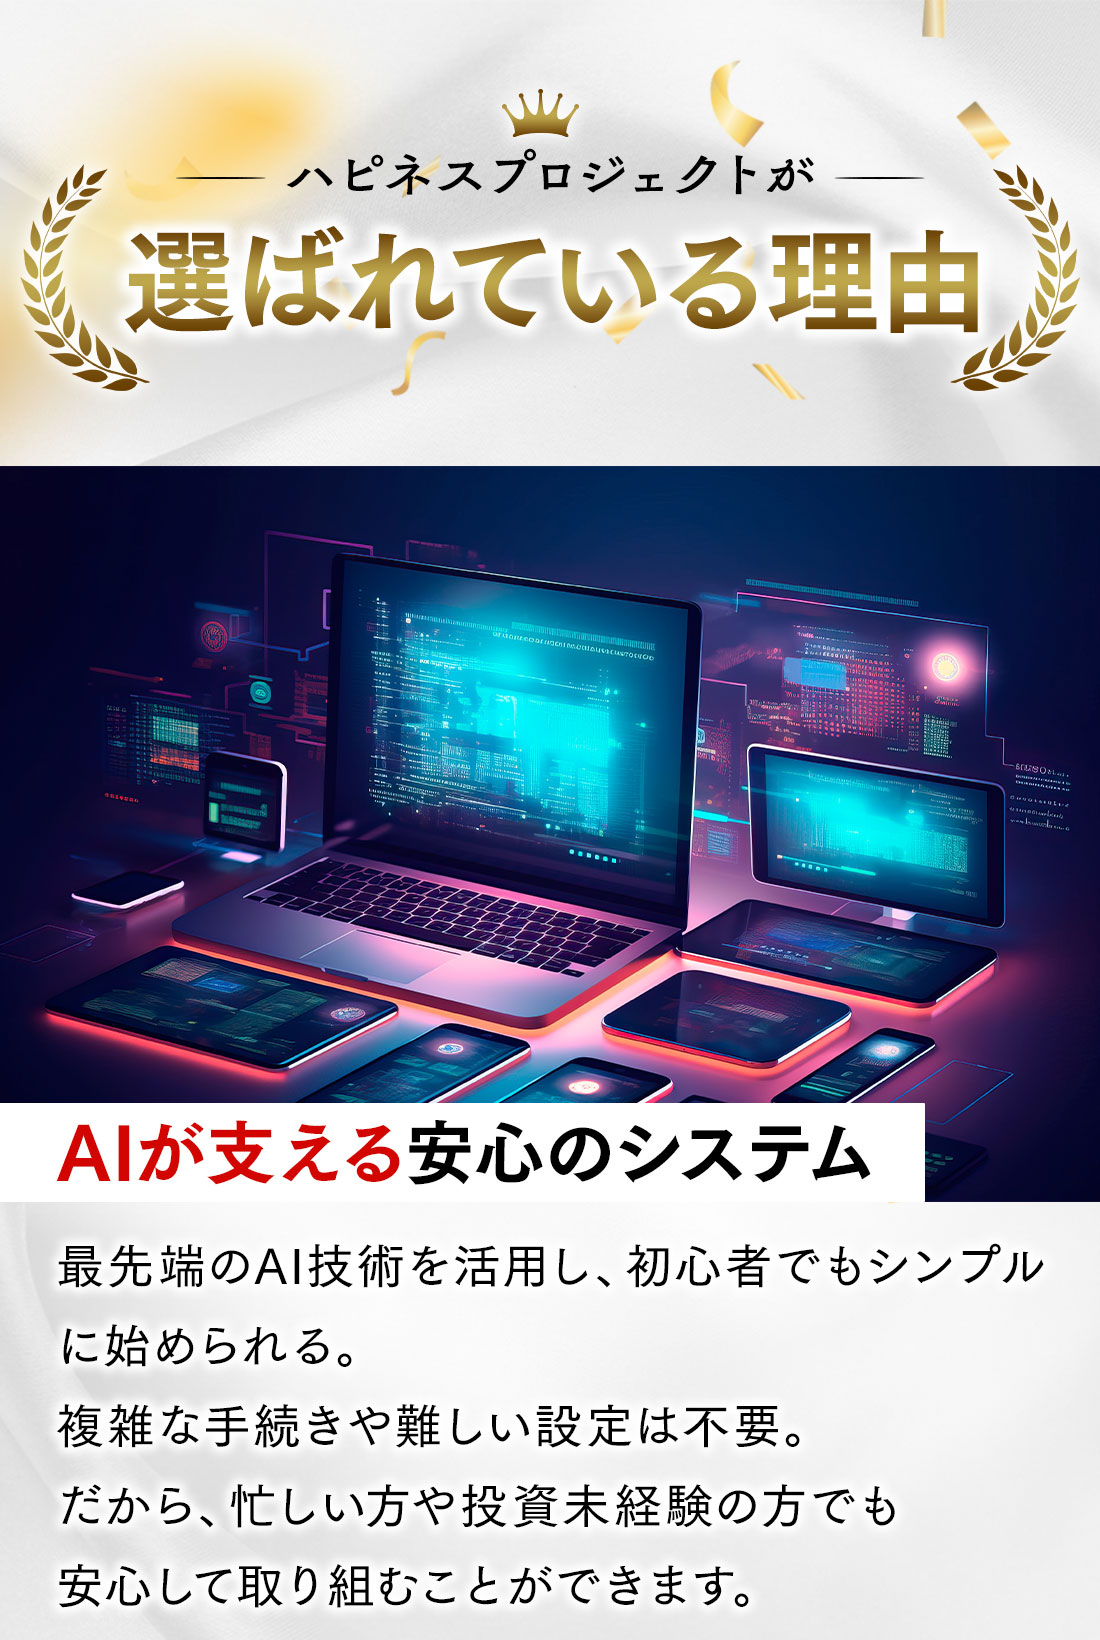 ハピネスプロジェクトが
選ばれている理由
AIが支える安心のシステム
最先端のAI技術を活用し、初心者でもシンプル
に始められる。
複雑な手続きや難しい設定は不要。
だから、忙しい方や投資未経験の方でも
安心して取り組むことができます。